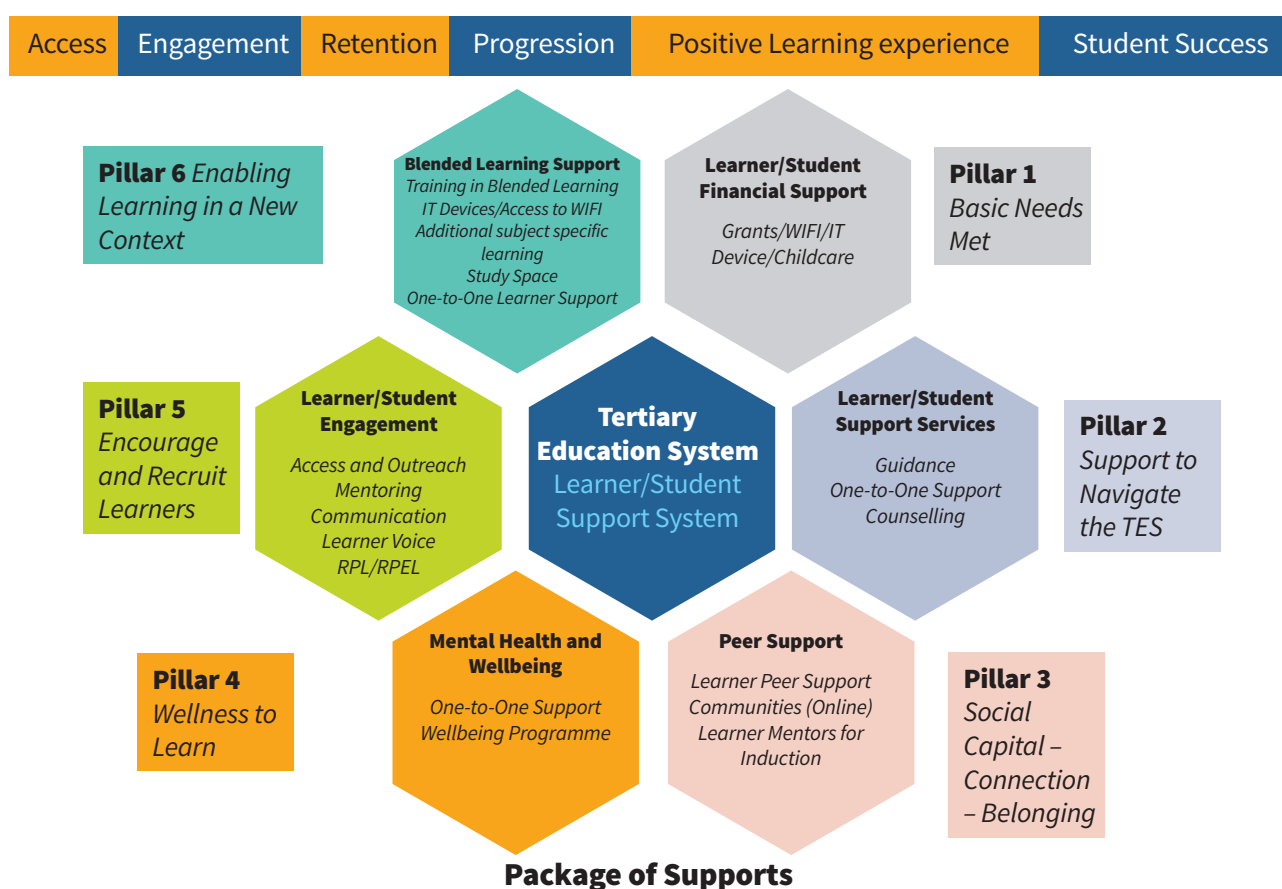 Access Engagement Retention Progression Positive Learning experience Student Success
Pillar 6 Enabling
Learning in a New
Context
Blended Learning Support
Training in Blended Learning
IT Devices/Access to WIFI
Additional subject specific
learning
Study Space
One-to-One Learner Support
Learner/Student
Financial Support
Grants/WIFI/IT
Device/Childcare
Pillar 1
Basic Needs
Met
Pillar 5
Encourage
and Recruit
Learners
Learner/Student
Engagement
Access and Outreach
Mentoring
Communication
Learner Voice
RPL/RPEL
Tertiary
Education System
Learner/Student
Support System
Learner/Student
Support Services
Guidance
One-to-One Support
Counselling
Pillar 2
Support to
Navigate
the TES
Pillar 4
Wellness to
Learn
Mental Health and
Wellbeing
One-to-One Support
Wellbeing Programme
Peer Support
Learner Peer Support
Communities (Online)
Learner Mentors for
Induction
Pillar 3
Social
Capital –
Connection
– Belonging
Package of Supports